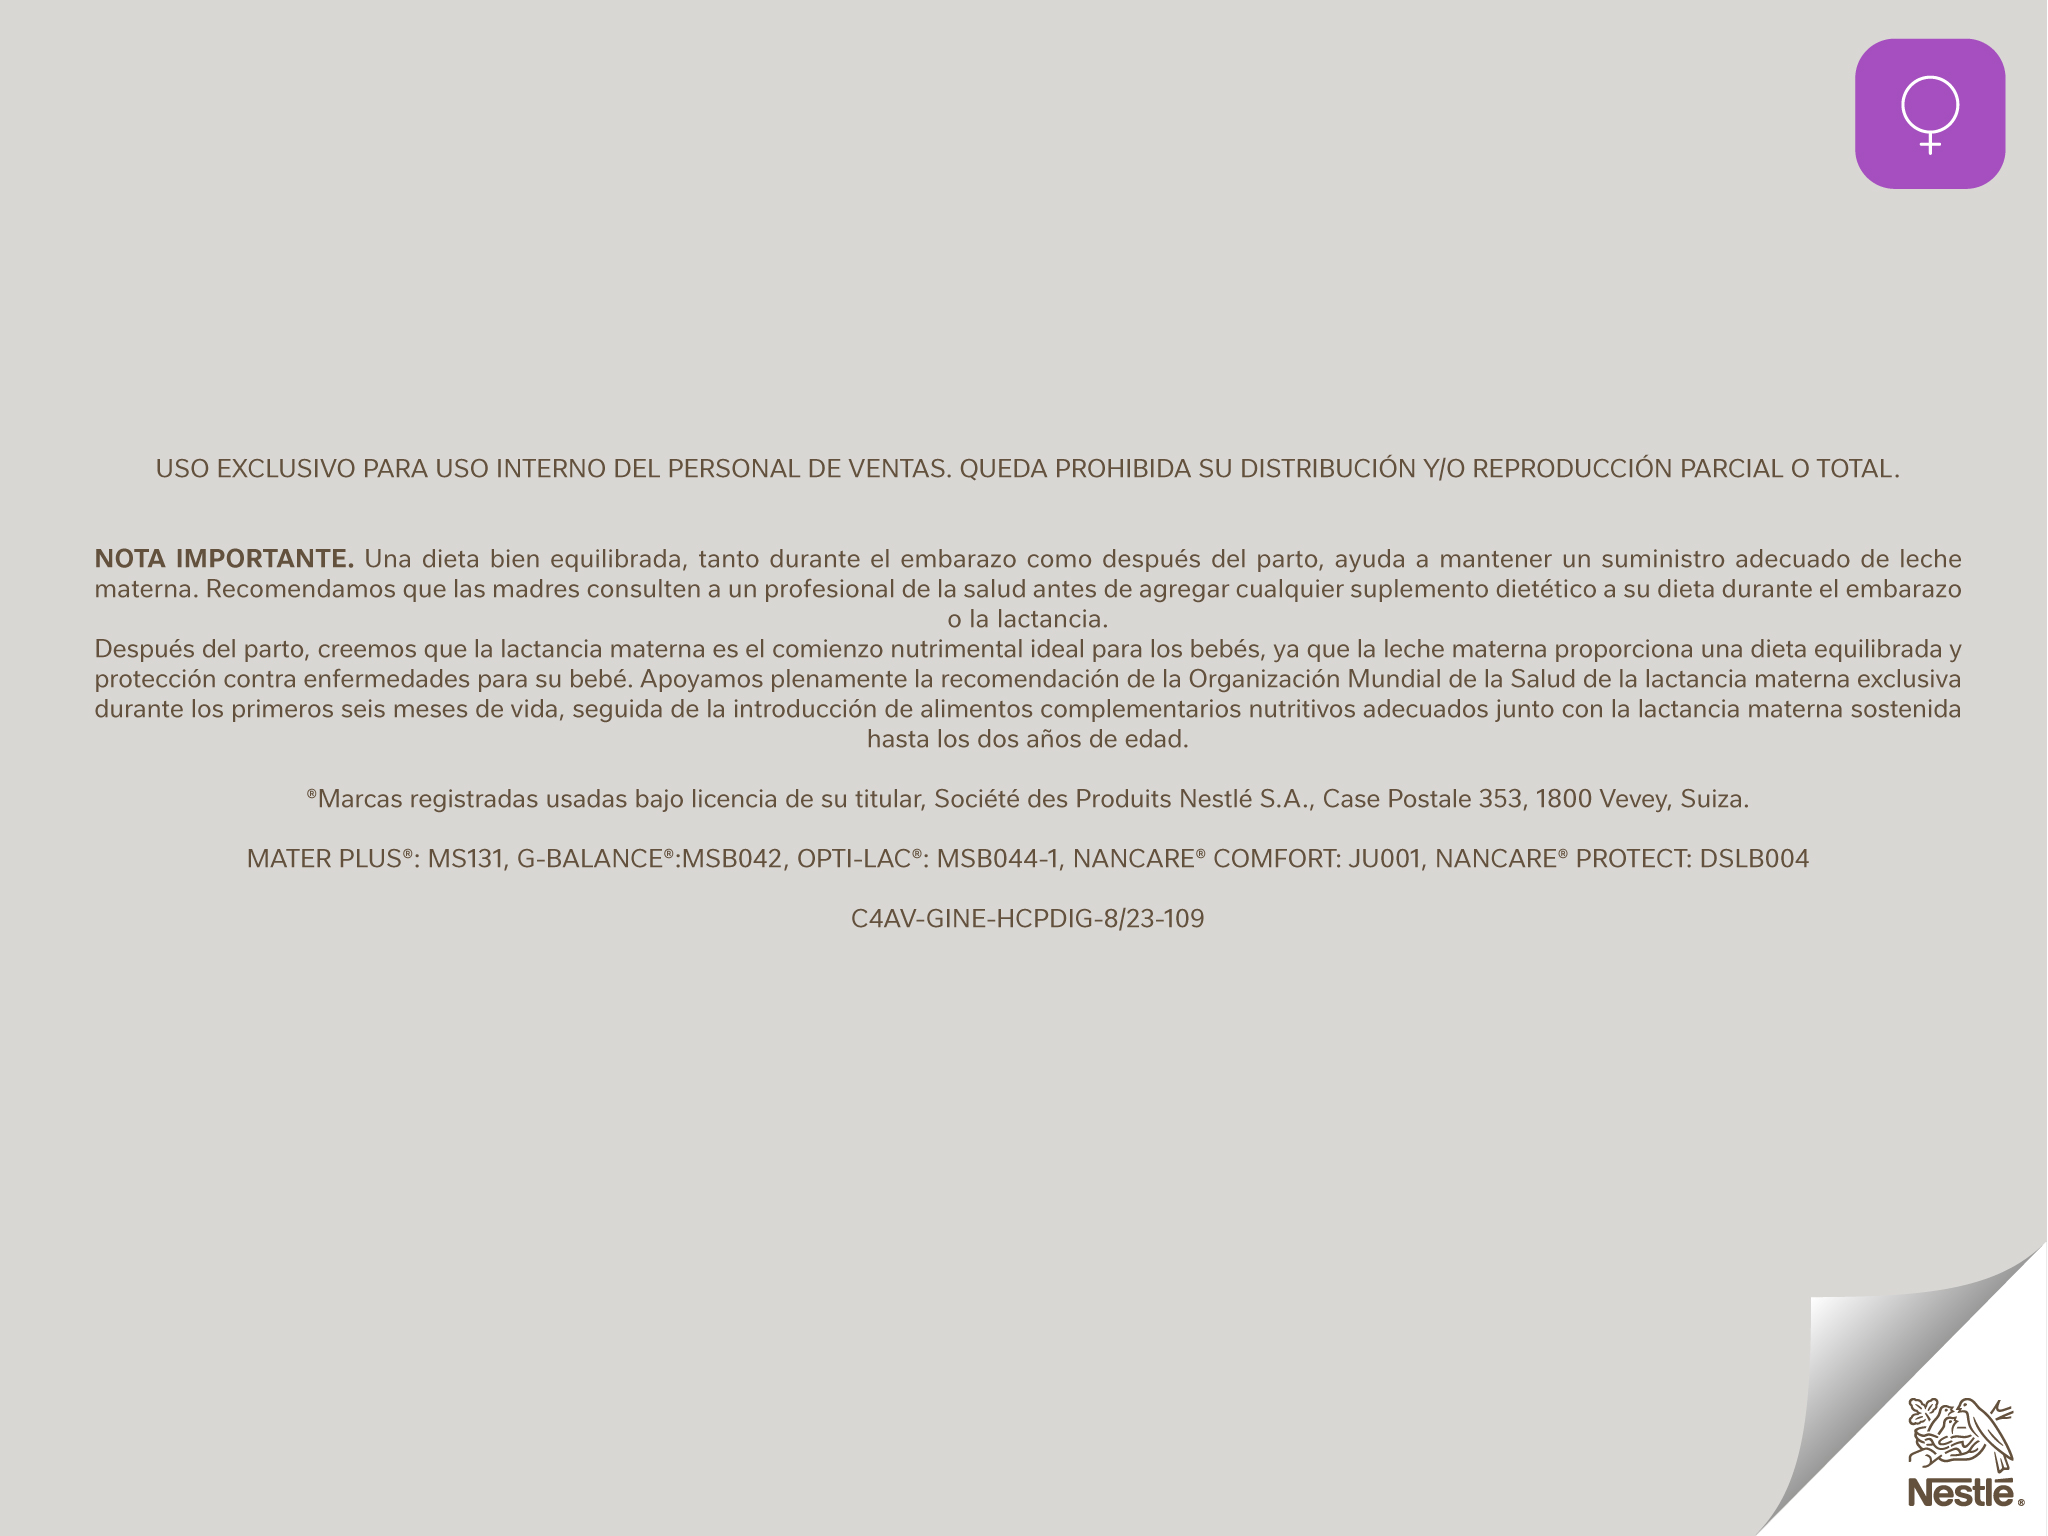 USO EXCLUSIVO PARA USO INTERNO DEL PERSONAL DE VENTAS. QUEDA PROHIBIDA SU DISTRIBUCIÓN Y/O REPRODUCCIÓN PARCIAL O TOTAL.
NOTA IMPORTANTE. Una dieta bien equilibrada, tanto durante el embarazo como después del parto, ayuda a mantener un suministro adecuado de leche
materna. Recomendamos que las madres consulten a un profesional de la salud antes de agregar cualquier suplemento dietético a su dieta durante el embarazo
o la lactancia.
Después del parto, creemos que la lactancia materna es el comienzo nutrimental ideal para los bebés, ya que la leche materna proporciona una dieta equilibrada y
protección contra enfermedades para su bebé. Apoyamos plenamente la recomendación de la Organización Mundial de la Salud de la lactancia materna exclusiva
durante los primeros seis meses de vida, seguida de la introducción de alimentos complementarios nutritivos adecuados junto con la lactancia materna sostenida
hasta los dos años de edad.
®Marcas registradas usadas bajo licencia de su titular, Société des Produits Nestlé S.A., Case Postale 353, 1800 Vevey, Suiza.
MATER PLUS®: MS131, G-BALANCE®:MSB042, OPTI-LAC®: MSB044-1, NANCARE® COMFORT: JU001, NANCARE® PROTECT: DSLB004
C4AV-GINE-HCPDIG-8/23-109
Nestlé®